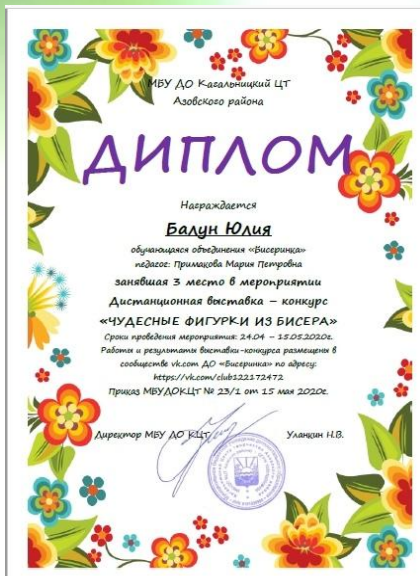 МБУ ДО Кагальницкий ЦТ
Азовского района
ДИПЛОМ
Награждается
Балун Юлия
обучающаяся объединения «Бисеринка»
педагог: Примакова Мария Петровна
занявшая 3 место в мероприятии
Дистанционная выставка – конкурс
«ЧУДЕСНЫЕ ФИГУРКИ ИЗ БИСЕРА»
Сроки проведения мероприятия: 24.04 – 15.05.2020г.
Работы и результаты выставки-конкурса размещены в
сообществе vk.com ДО «Бисеринка» по адресу:
https://vk.com/club122172472
Приказ МБУДОКЦТ № 23/1 от 15 мая 2020г.
Директор МБУ ДО КЦТ Уланкин Н.В.